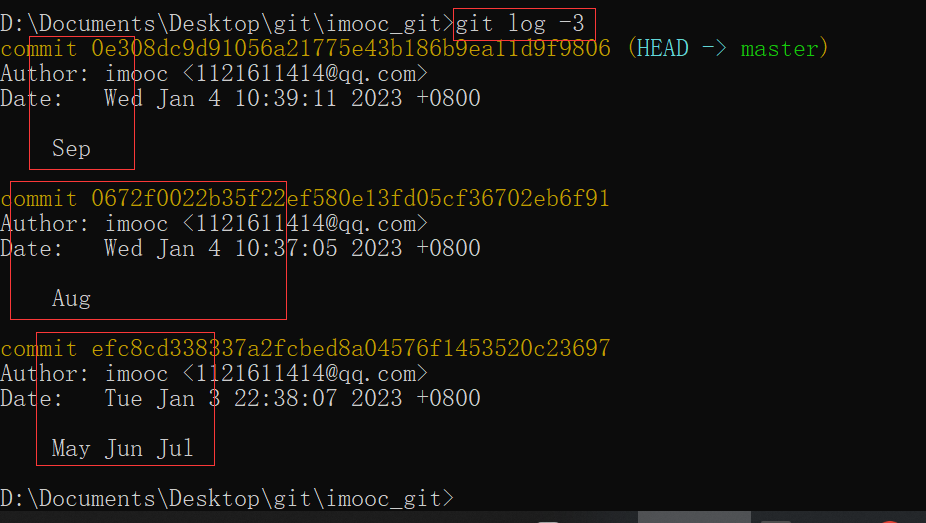 D:\Documents\Desktop\git\imooc_git>git log -3
commit 0e308dc9d91056a21775e43b186b9ea11d9f9806 (HEAD -> master)
Author: imooc <1121611414@qq.com>
Date:   Wed Jan 4 10:39:11 2023 +0800
Sep
commit 0672f0022b35f22ef580e13fd05cf36702eb6f91
Author: imooc <1121611414@qq.com>
Date:   Wed Jan 4 10:37:05 2023 +0800
Aug
commit efc8cd338337a2fcbed8a04576f1453520c23697
Author: imooc <1121611414@qq.com>
Date:   Tue Jan 3 22:38:07 2023 +0800
May Jun Jul
D:\Documents\Desktop\git\imooc_git>